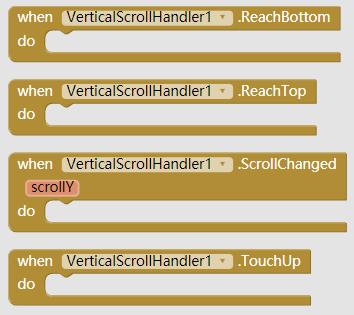 when VerticalScrollHandler1 .ReachBottom
do
when VerticalScrollHandler1 .ReachTop
do
when VerticalScrollHandler1 .ScrollChanged
scrollY
do
when VerticalScrollHandler1 .TouchUp
do